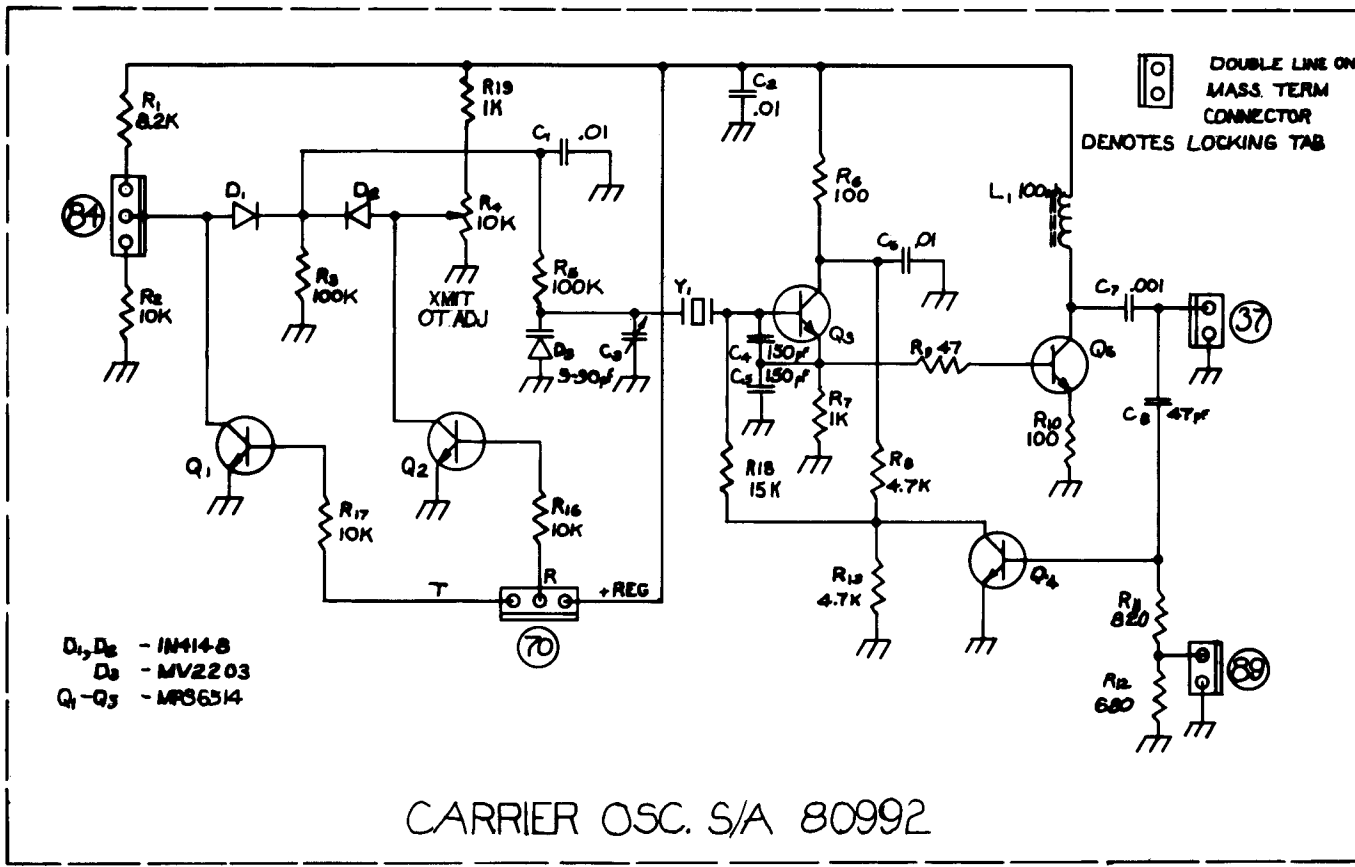 DOUBLE LINE ON
MASS. TERM
CONNECTOR
DENOTES LOCKING TAB
R1
8.2K
R19
1K
C2
.01
C1 .01
R6
100
L1 100
84
D1
D2
R4
10K
XMIT
OT ADJ
R2
10K
R3
100K
R5
100K
D3
C3
9-90pf
Y1
C6 .01
Q3
C4 150pf
C5 150pf
R7
1K
R9 47
Q5
C7 .001
37
C8 47pf
R10
100
Q1
Q2
R17
10K
R16
10K
R18
15K
R8
4.7K
T
R
+REG
70
R13
4.7K
Q4
R11
820
R12
680
89
D1, D2 - 1N4148
D3 - MV2203
Q1-Q5 - MPS6514
CARRIER OSC. S/A 80992